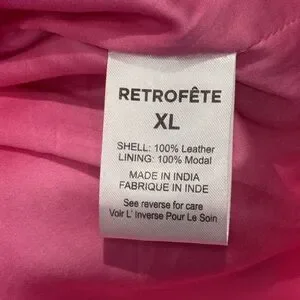 RETROFÊTE
XL
SHELL: 100% Leather
LINING: 100% Modal
MADE IN INDIA
FABRIQUE IN INDE
See reverse for care
Voir L' Inverse Pour Le Soin